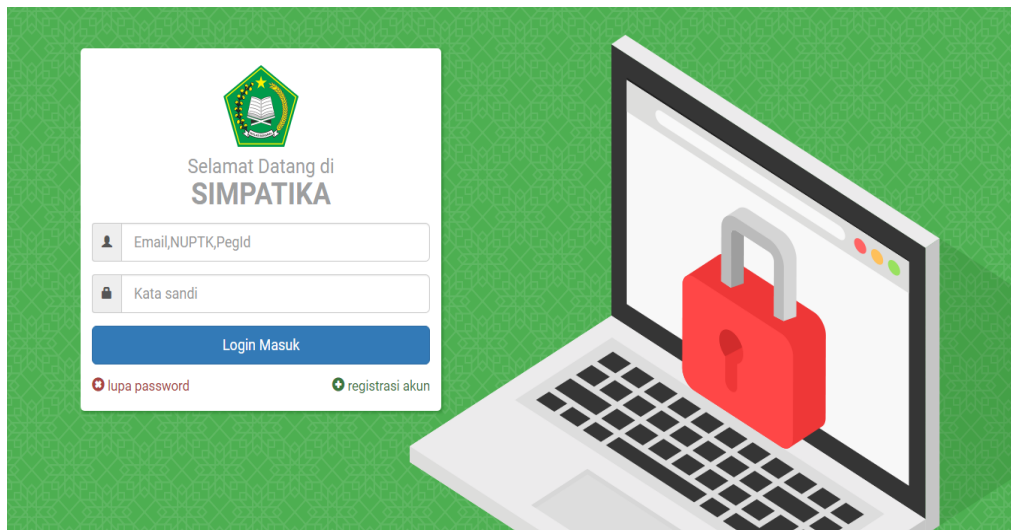 Selamat Datang di
SIMPATIKA
Email,NUPTK,PegId
Kata sandi
Login Masuk
lupa password
registrasi akun